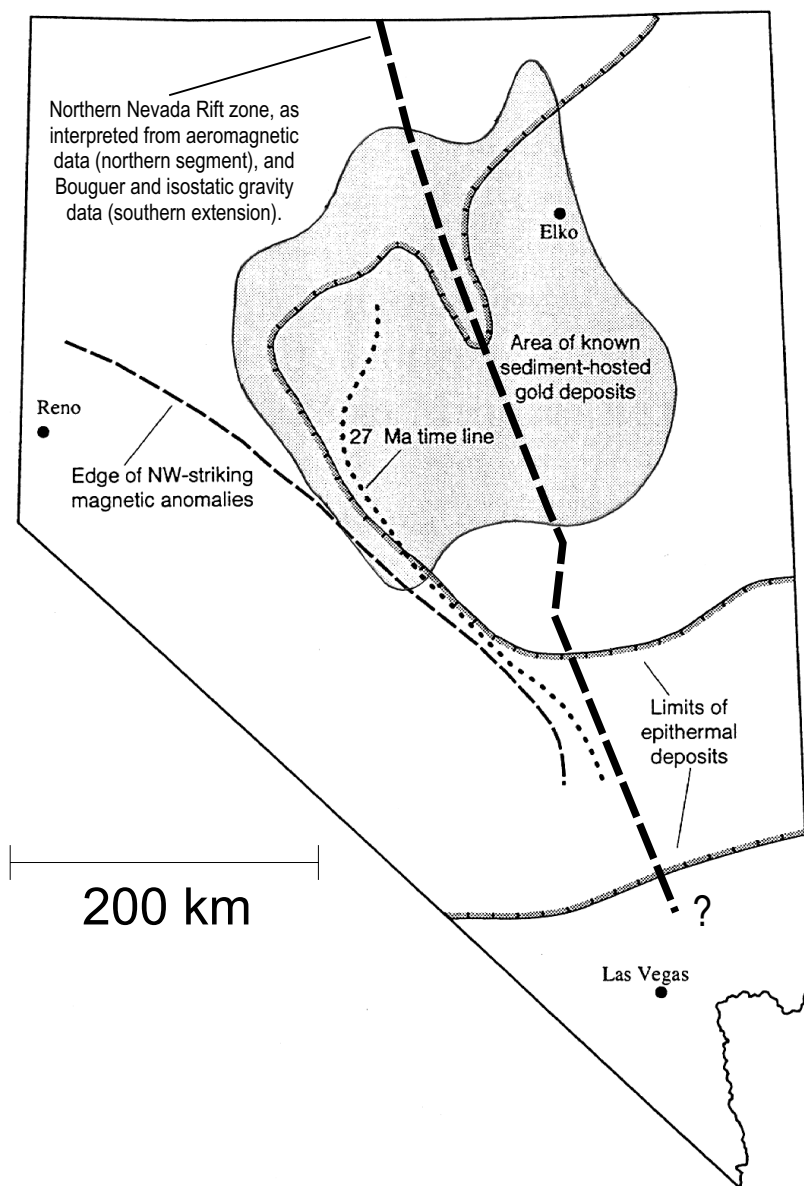 Northern Nevada Rift zone, as
interpreted from aeromagnetic
data (northern segment), and
Bouguer and isostatic gravity
data (southern extension).
Elko
Area of known
sediment-hosted
gold deposits
Reno
27 Ma time line
Edge of NW-striking
magnetic anomalies
Limits of
epithermal
deposits
200 km
?
Las Vegas